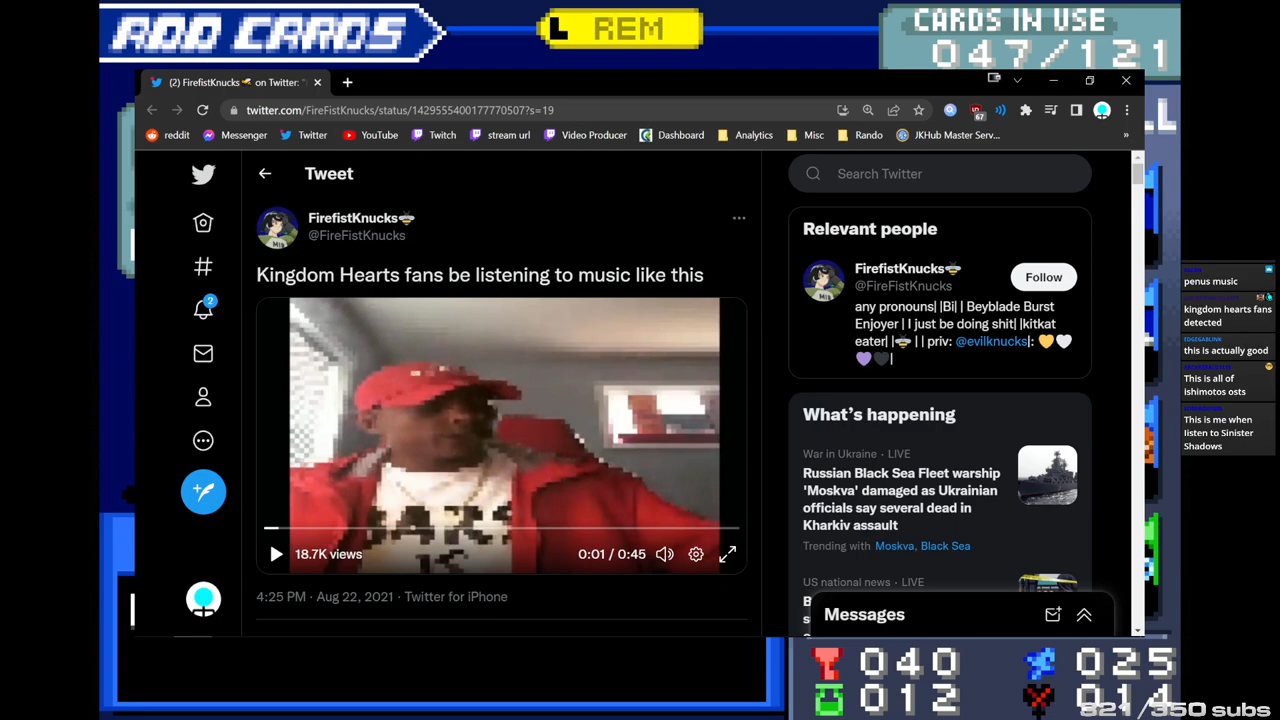 ADD CARDS
L REM
CARDS IN USE
047/121
(2) FirefistKnucks on Twitter: "
twitter.com/FireFistKnucks/status/1429555400177770507?s=19
67
reddit Messenger Twitter YouTube Twitch stream url Video Producer Dashboard Analytics Misc Rando JKHub Master Serv... »
Tweet
Search Twitter
FirefistKnucks
@FireFistKnucks
Kingdom Hearts fans be listening to music like this
18.7K views
0:01 / 0:45
4:25 PM · Aug 22, 2021 · Twitter for iPhone
2
Relevant people
FirefistKnucks
@FireFistKnucks
Follow
any pronouns| |Bi| | Beyblade Burst
Enjoyer | I just be doing shit| |kitkat
eater| | | | priv: @evilknucks|:
|
What's happening
War in Ukraine · LIVE
Russian Black Sea Fleet warship
'Moskva' damaged as Ukrainian
officials say several dead in
Kharkiv assault
Trending with Moskva, Black Sea
US national news · LIVE
Messages
penus music
kingdom hearts fans
detected
this is actually good
This is all of
ishimotos osts
This is me when
listen to Sinister
Shadows
040 025
012 014
321/350 subs